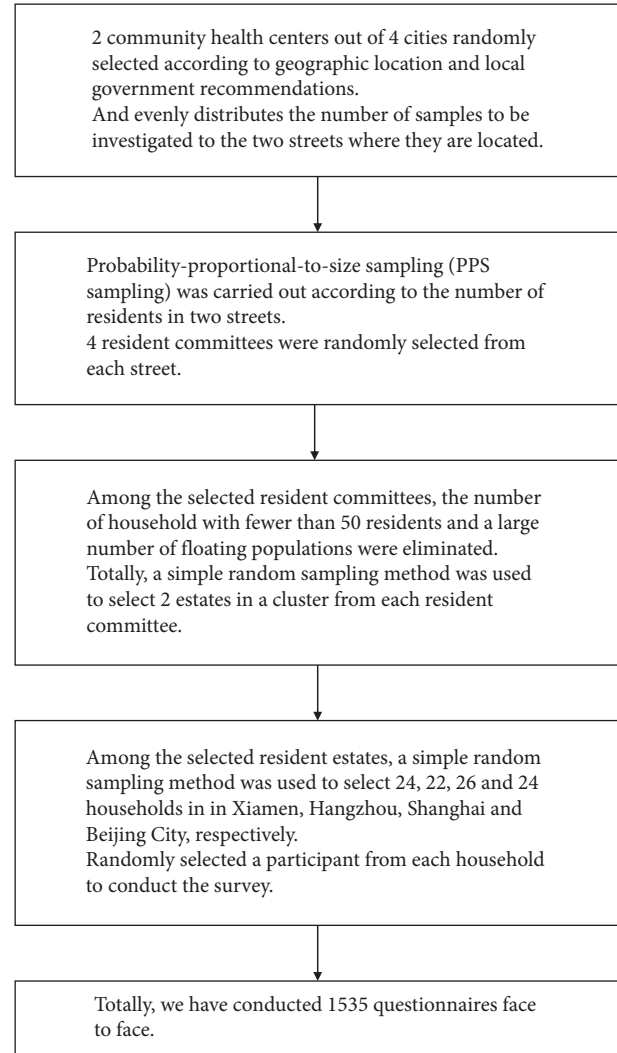 2 community health centers out of 4 cities randomly
selected according to geographic location and local
government recommendations.
And evenly distributes the number of samples to be
investigated to the two streets where they are located.
Probability-proportional-to-size sampling (PPS
sampling) was carried out according to the number of
residents in two streets.
4 resident committees were randomly selected from
each street.
Among the selected resident committees, the number
of household with fewer than 50 residents and a large
number of floating populations were eliminated.
Totally, a simple random sampling method was used
to select 2 estates in a cluster from each resident
committee.
Among the selected resident estates, a simple random
sampling method was used to select 24, 22, 26 and 24
households in in Xiamen, Hangzhou, Shanghai and
Beijing City, respectively.
Randomly selected a participant from each household
to conduct the survey.
Totally, we have conducted 1535 questionnaires face
to face.